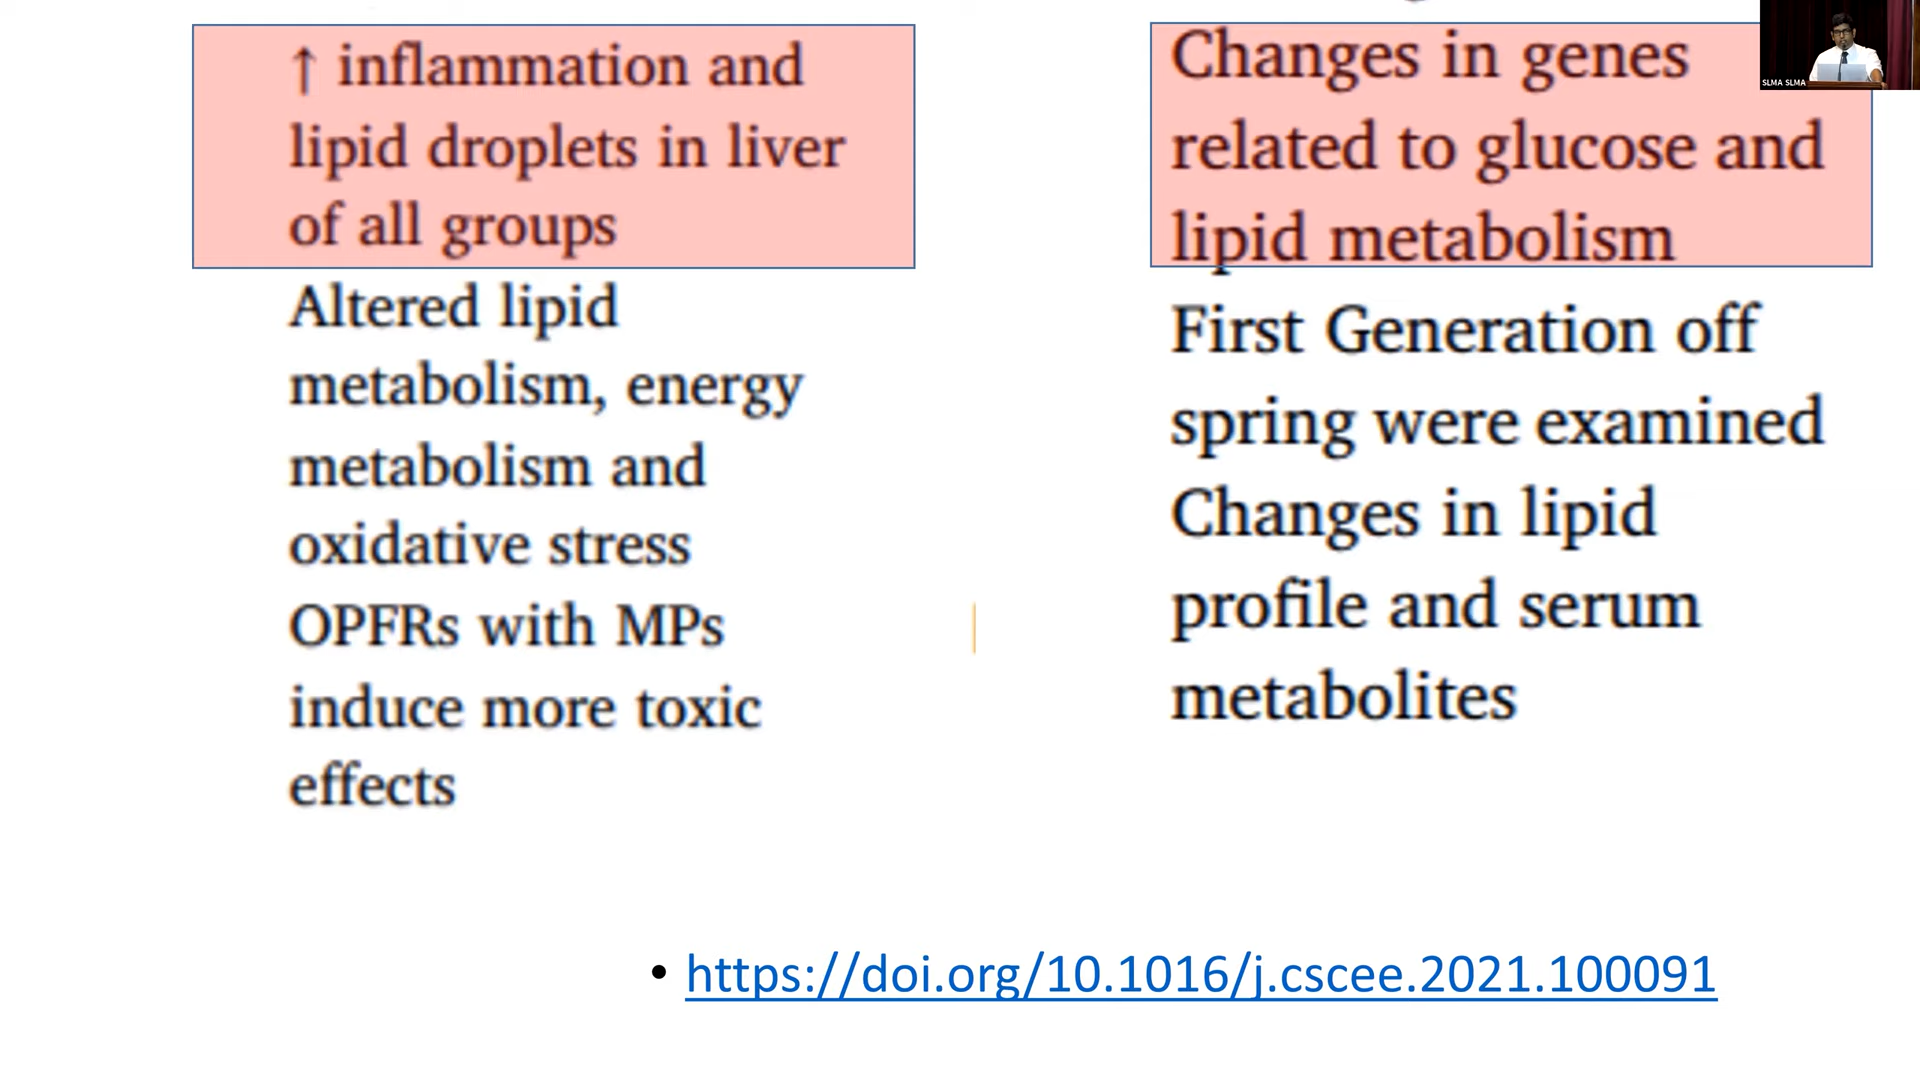 ↑ inflammation and
lipid droplets in liver
of all groups
Altered lipid
metabolism, energy
metabolism and
oxidative stress
OPFRs with MPs
induce more toxic
effects
Changes in genes
related to glucose and
lipid metabolism
First Generation off
spring were examined
Changes in lipid
profile and serum
metabolites
• https://doi.org/10.1016/j.cscee.2021.100091
SLMA SLMA